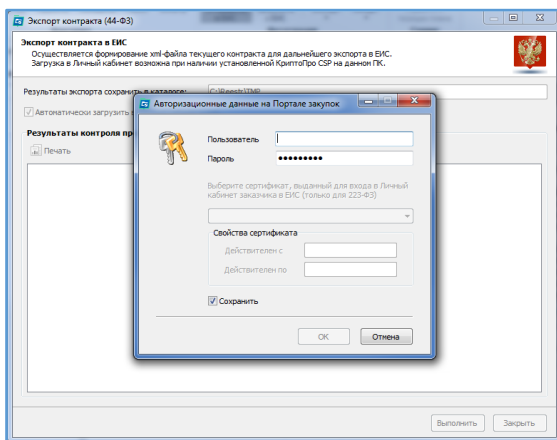 Экспорт контракта (44-ФЗ)
Экспорт контракта в ЕИС
Осуществляется формирование xml-файла текущего контракта для дальнейшего экспорта в ЕИС.
Загрузка в Личный кабинет возможна при наличии установленной КриптоПро CSP на данном ПК.
Результаты экспорта сохранить в каталоге: C:\Reestr\TMP
Автоматически загрузить
Результаты контроля
Печать
Авторизационные данные на Портале закупок
Пользователь
Пароль •••••••••
Выберите сертификат, выданный для входа в Личный
кабинет заказчика в ЕИС (только для 223-ФЗ)
Свойства сертификата
Действителен с
Действителен по
Сохранить
ОК Отмена
Выполнить Закрыть